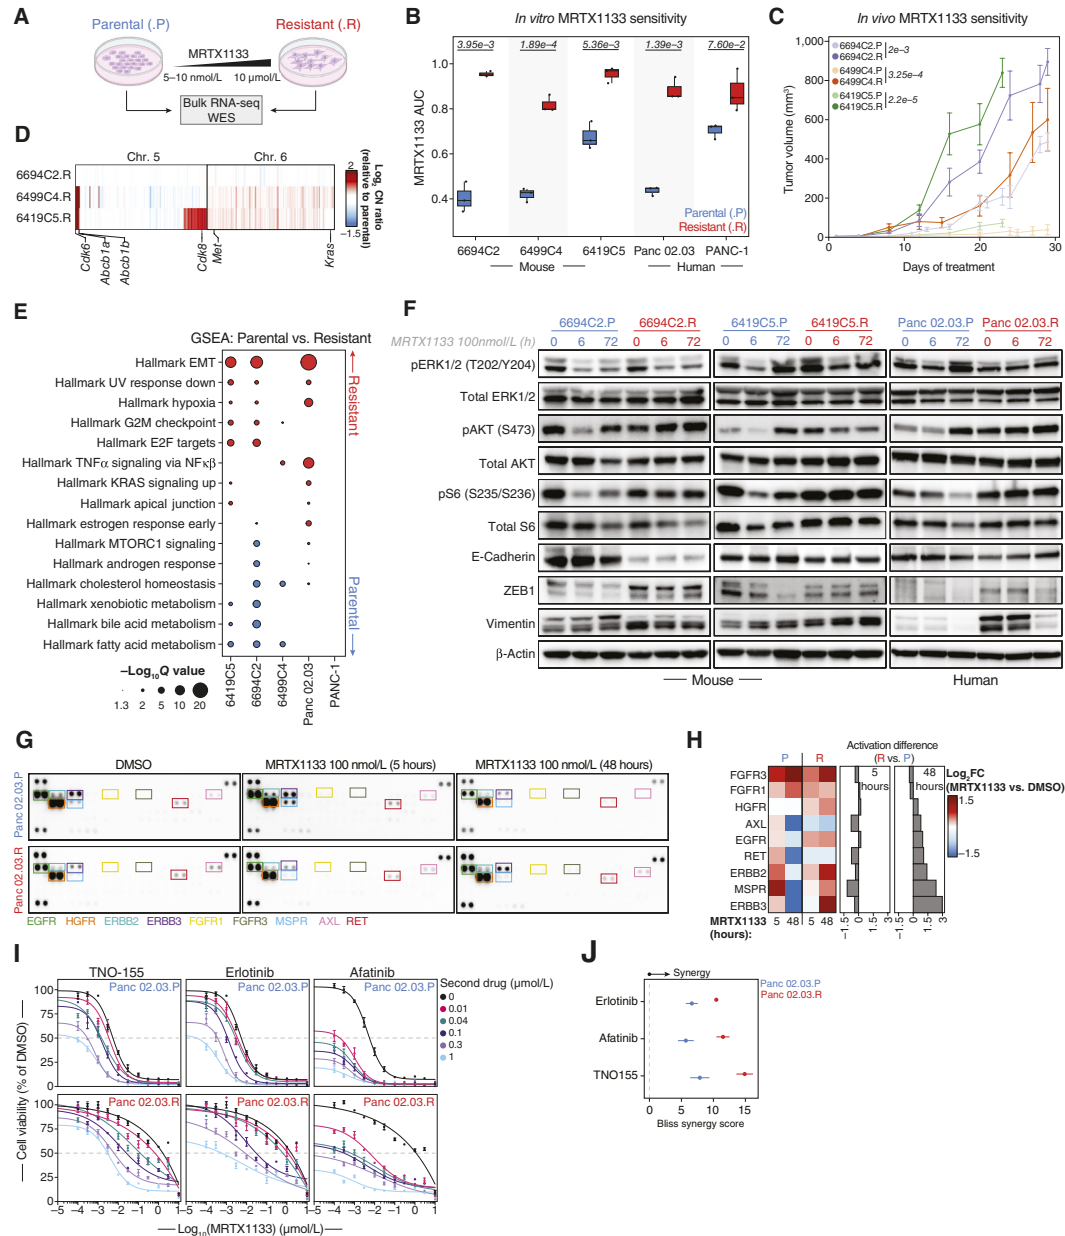 A
Parental (.P)
Resistant (.R)
MRTX1133
5–10 nmol/L
10 μmol/L
Bulk RNA-seq
WES
B
In vitro MRTX1133 sensitivity
3.95e–3
1.89e–4
5.36e–3
1.39e–3
7.60e–2
MRTX1133 AUC
1.0
0.8
0.6
0.4
Parental (.P)
Resistant (.R)
6694C2
6499C4
6419C5
Panc 02.03
PANC-1
Mouse
Human
C
In vivo MRTX1133 sensitivity
Tumor volume (mm³)
1,000
800
600
400
200
0
6694C2.P
6694C2.R
2e–3
6499C4.P
6499C4.R
3.25e–4
6419C5.P
6419C5.R
2.2e–5
0
10
20
30
Days of treatment
D
Chr. 5
Chr. 6
6694C2.R
6499C4.R
6419C5.R
2
−1.5
Log₂ CN ratio
(relative to parental)
Cdk6
Abcb1a
Abcb1b
Cdk8
Met
Kras
E
GSEA: Parental vs. Resistant
Hallmark EMT
Hallmark UV response down
Hallmark hypoxia
Hallmark G2M checkpoint
Hallmark E2F targets
Hallmark TNFα signaling via NFκβ
Hallmark KRAS signaling up
Hallmark apical junction
Hallmark estrogen response early
Hallmark MTORC1 signaling
Hallmark androgen response
Hallmark cholesterol homeostasis
Hallmark xenobiotic metabolism
Hallmark bile acid metabolism
Hallmark fatty acid metabolism
Resistant
Parental
–Log₁₀Q value
1.3 2 5 10 20
6419C5
6694C2
6499C4
Panc 02.03
PANC-1
F
6694C2.P
6694C2.R
6419C5.P
6419C5.R
Panc 02.03.P
Panc 02.03.R
MRTX1133 100nmol/L (h)
0 6 72 0 6 72 0 6 72 0 6 72 0 6 72 0 6 72
pERK1/2 (T202/Y204)
Total ERK1/2
pAKT (S473)
Total AKT
pS6 (S235/S236)
Total S6
E-Cadherin
ZEB1
Vimentin
β-Actin
Mouse
Human
G
DMSO
MRTX1133 100 nmol/L (5 hours)
MRTX1133 100 nmol/L (48 hours)
Panc 02.03.P
Panc 02.03.R
EGFR HGFR ERBB2 ERBB3 FGFR1 FGFR3 MSPR AXL RET
H
P
R
Activation difference
(R vs. P)
5
hours
48
hours
FGFR3
FGFR1
HGFR
AXL
EGFR
RET
ERBB2
MSPR
ERBB3
MRTX1133
(hours):
5 48 5 48
−1.5
0
1.5
3
−1.5
0
1.5
3
Log₂FC
(MRTX1133 vs. DMSO)
1.5
−1.5
I
TNO-155
Erlotinib
Afatinib
Panc 02.03.P
Panc 02.03.P
Panc 02.03.P
Second drug (μmol/L)
0
0.01
0.04
0.1
0.3
1
Cell viability (% of DMSO)
100
75
50
25
0
Panc 02.03.R
Panc 02.03.R
Panc 02.03.R
100
75
50
25
0
−5 −4 −3 −2 −1 0 1
−5 −4 −3 −2 −1 0 1
−5 −4 −3 −2 −1 0 1
Log₁₀(MRTX1133) (μmol/L)
J
Synergy
Panc 02.03.P
Panc 02.03.R
Erlotinib
Afatinib
TNO155
0 5 10 15
Bliss synergy score